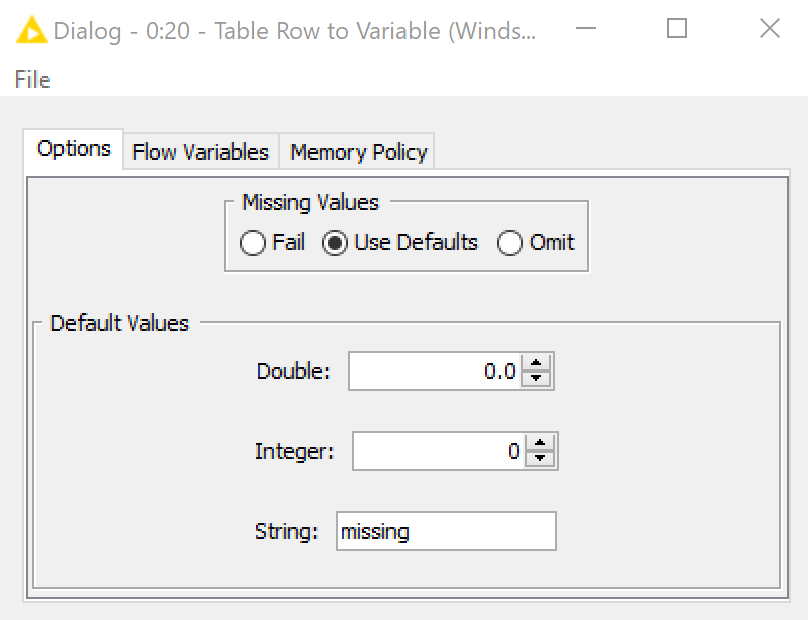 Dialog - 0:20 - Table Row to Variable (Winds...
File
Options Flow Variables Memory Policy
Missing Values
Fail Use Defaults Omit
Default Values
Double: 0.0
Integer: 0
String: missing